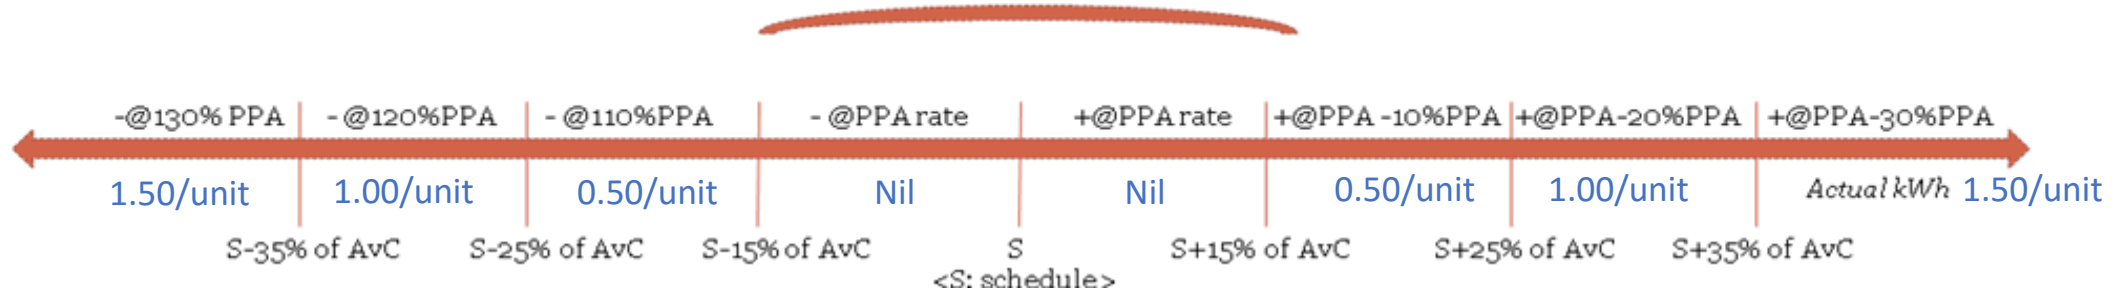 -@130% PPA - @120%PPA - @110%PPA - @PPA rate +@PPA rate +@PPA -10%PPA +@PPA-20%PPA +@PPA-30%PPA
1.50/unit 1.00/unit 0.50/unit Nil Nil 0.50/unit 1.00/unit Actual kWh 1.50/unit
S-35% of AvC S-25% of AvC S-15% of AvC S S+15% of AvC S+25% of AvC S+35% of AvC
<S: schedule>